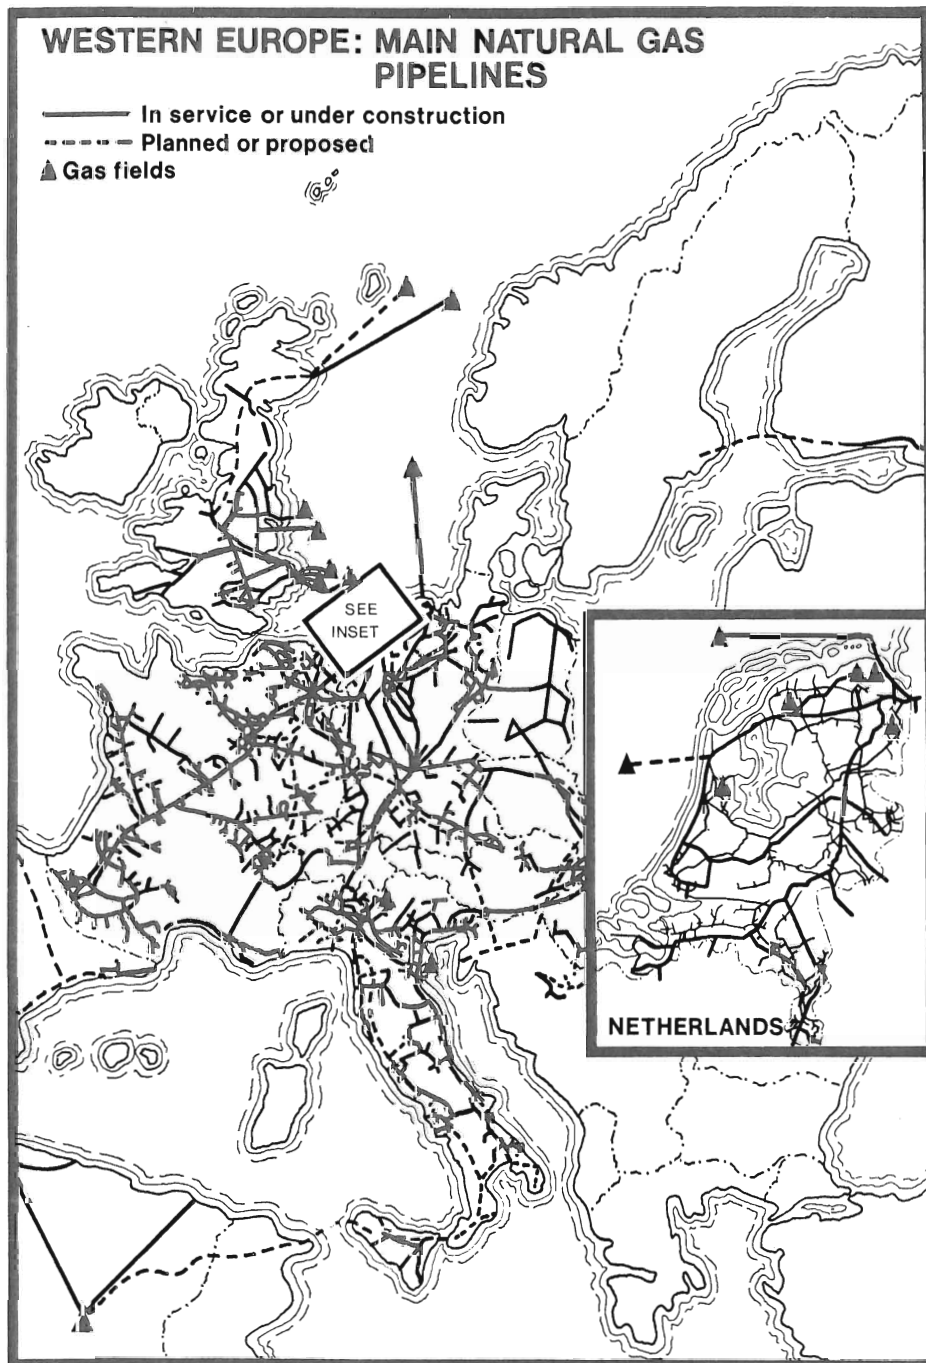 WESTERN EUROPE: MAIN NATURAL GAS
PIPELINES
In service or under construction
Planned or proposed
Gas fields
SEE
INSET
NETHERLANDS